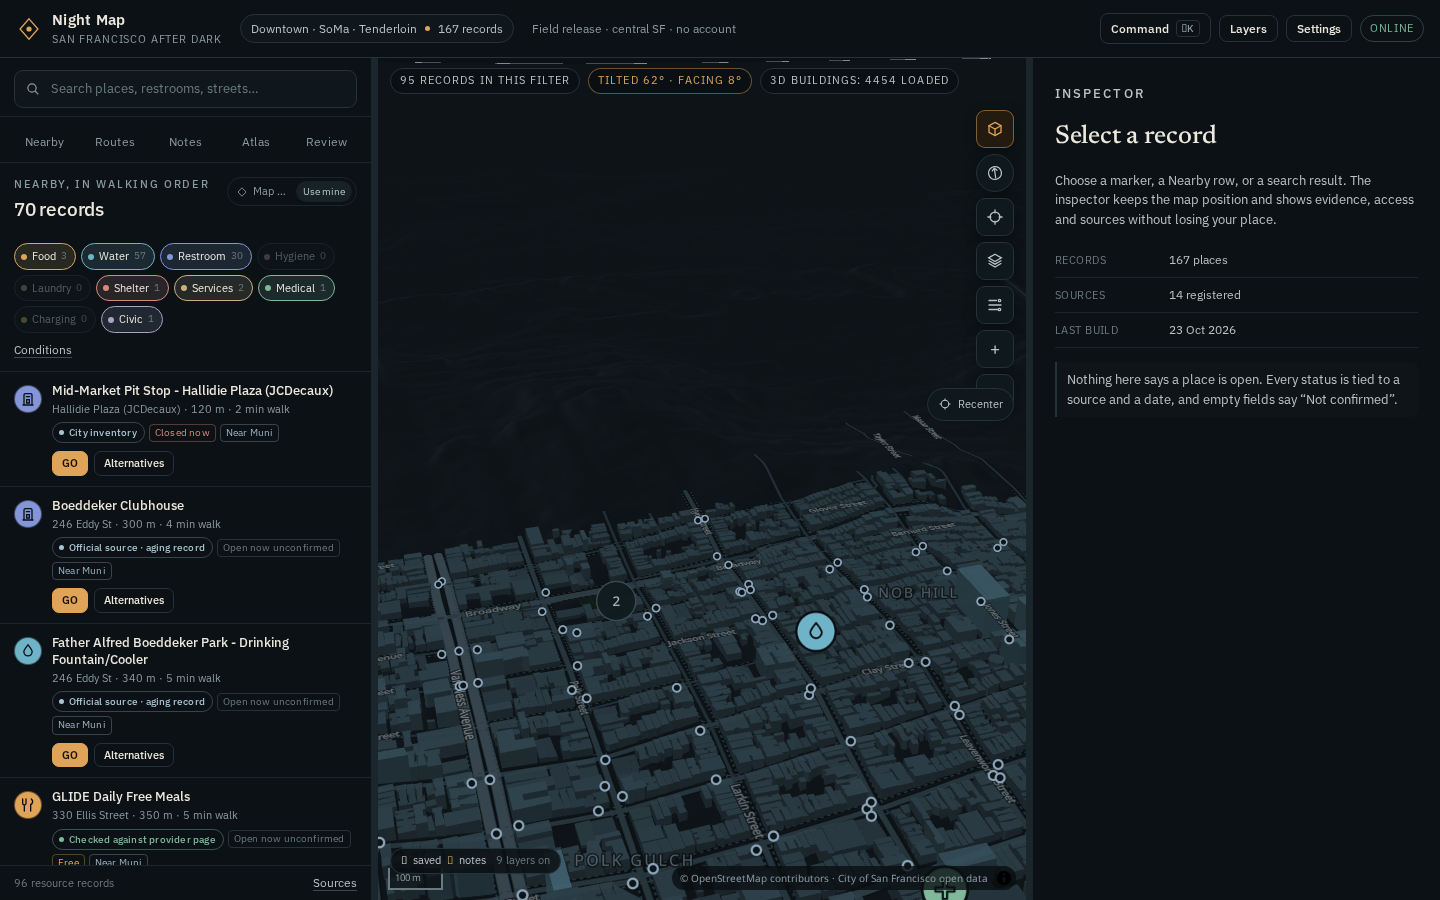 Night Map
SAN FRANCISCO AFTER DARK
Downtown · SoMa · Tenderloin • 167 records
Field release · central SF · no account
Command K
Layers
Settings
ONLINE
Search places, restrooms, streets…
Nearby
Routes
Notes
Atlas
Review
NEARBY, IN WALKING ORDER
70 records
Map …
Use mine
Food 3
Water 57
Restroom 30
Hygiene 0
Laundry 0
Shelter 1
Services 2
Medical 1
Charging 0
Civic 1
Conditions
Mid-Market Pit Stop - Hallidie Plaza (JCDecaux)
Hallidie Plaza (JCDecaux) · 120 m · 2 min walk
City inventory
Closed now
Near Muni
GO
Alternatives
Boeddeker Clubhouse
246 Eddy St · 300 m · 4 min walk
Official source · aging record
Open now unconfirmed
Near Muni
GO
Alternatives
Father Alfred Boeddeker Park - Drinking
Fountain/Cooler
246 Eddy St · 340 m · 5 min walk
Official source · aging record
Open now unconfirmed
Near Muni
GO
Alternatives
GLIDE Daily Free Meals
330 Ellis Street · 350 m · 5 min walk
Checked against provider page
Open now unconfirmed
Free
Near Muni
96 resource records
Sources
95 RECORDS IN THIS FILTER
TILTED 62° · FACING 8°
3D BUILDINGS: 4454 LOADED
+
Recenter
Taylor Street
Glover Street
Bernard Street
Broadway
NOB HILL
2
Broadway
Jackson Street
Jones Street
Clay Street
Van Ness Avenue
Polk Street
Leavenworth Street
Larkin Street
POLK GULCH
saved
notes
9 layers on
100 m
© OpenStreetMap contributors · City of San Francisco open data
INSPECTOR
Select a record
Choose a marker, a Nearby row, or a search result. The
inspector keeps the map position and shows evidence, access
and sources without losing your place.
RECORDS 167 places
SOURCES 14 registered
LAST BUILD 23 Oct 2026
Nothing here says a place is open. Every status is tied to a
source and a date, and empty fields say “Not confirmed”.